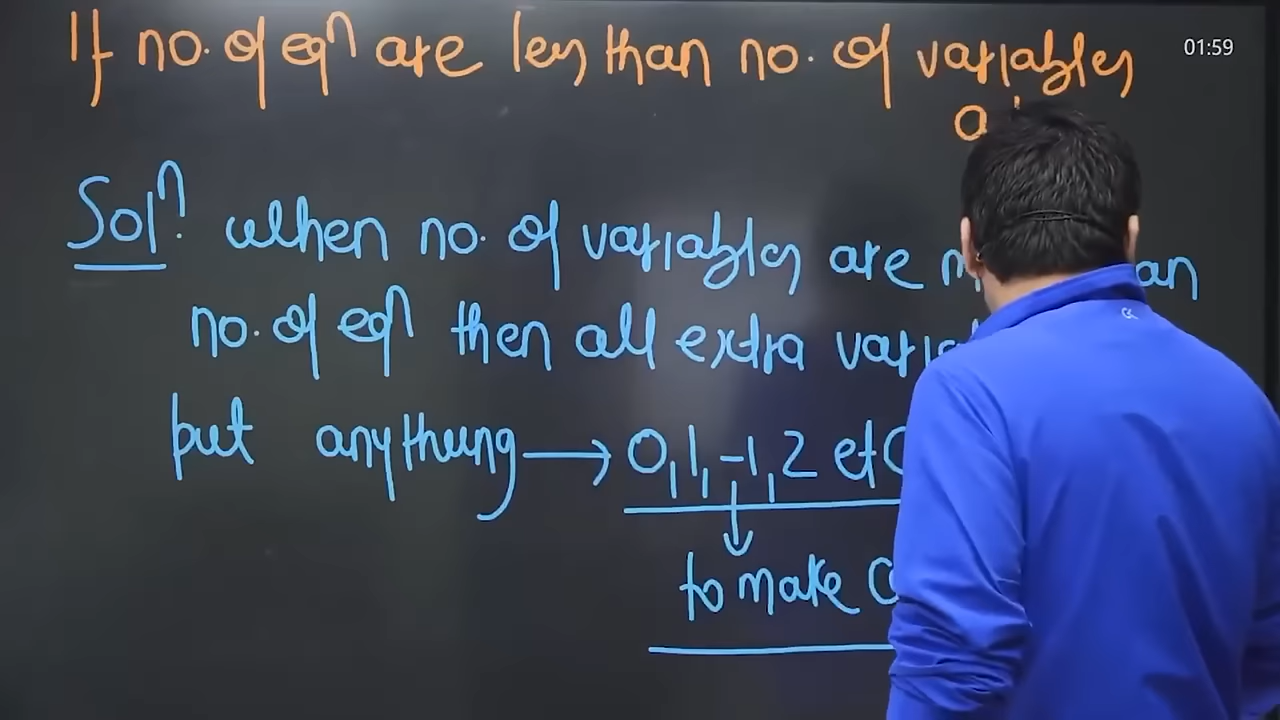 If no. of eqn are less than no. of variables
01:59
Soln: when no. of variables are
no. of eqn then all extra
put anything → 0, 1, -1, 2 etc
to make